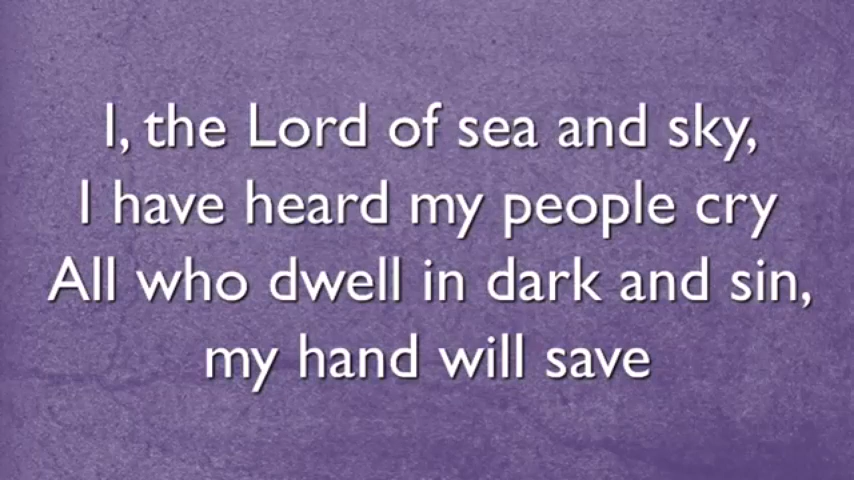 I, the Lord of sea and sky,
I have heard my people cry
All who dwell in dark and sin,
my hand will save